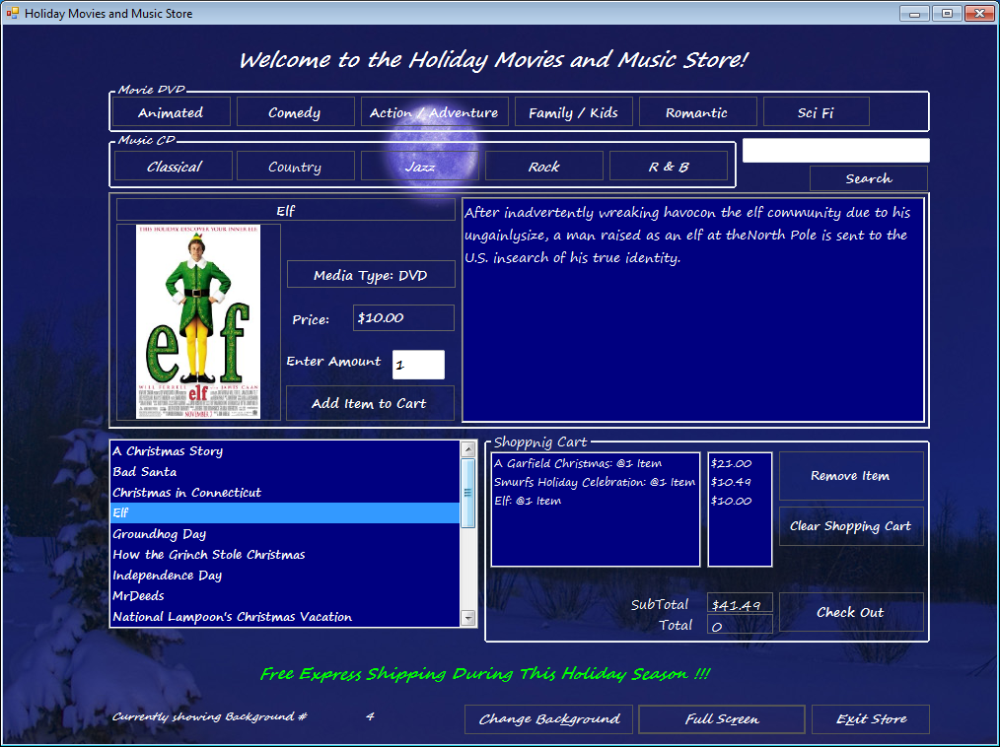 Holiday Movies and Music Store
Welcome to the Holiday Movies and Music Store!
Movie DVD
Animated
Comedy
Action / Adventure
Family / Kids
Romantic
Sci Fi
Music CD
Classical
Country
Jazz
Rock
R & B
Search
Elf
THIS HOLIDAY, DISCOVER YOUR INNER ELF.
elf
WILL FERRELL
JAMES CAAN
elf
NOVEMBER 7
Media Type: DVD
Price:
$10.00
Enter Amount
1
Add Item to Cart
After inadvertently wreaking havocon the elf community due to his
ungainlysize, a man raised as an elf at theNorth Pole is sent to the
U.S. insearch of his true identity.
A Christmas Story
Bad Santa
Christmas in Connecticut
Elf
Groundhog Day
How the Grinch Stole Christmas
Independence Day
MrDeeds
National Lampoon's Christmas Vacation
Shoppnig Cart
A Garfield Christmas: @1 Item $21.00
Smurfs Holiday Celebration: @1 Item $10.49
Elf: @1 Item $10.00
Remove Item
Clear Shopping Cart
SubTotal $41.49
Total 0
Check Out
Free Express Shipping During This Holiday Season !!!
Currently showing Background # 4
Change Background
Full Screen
Exit Store